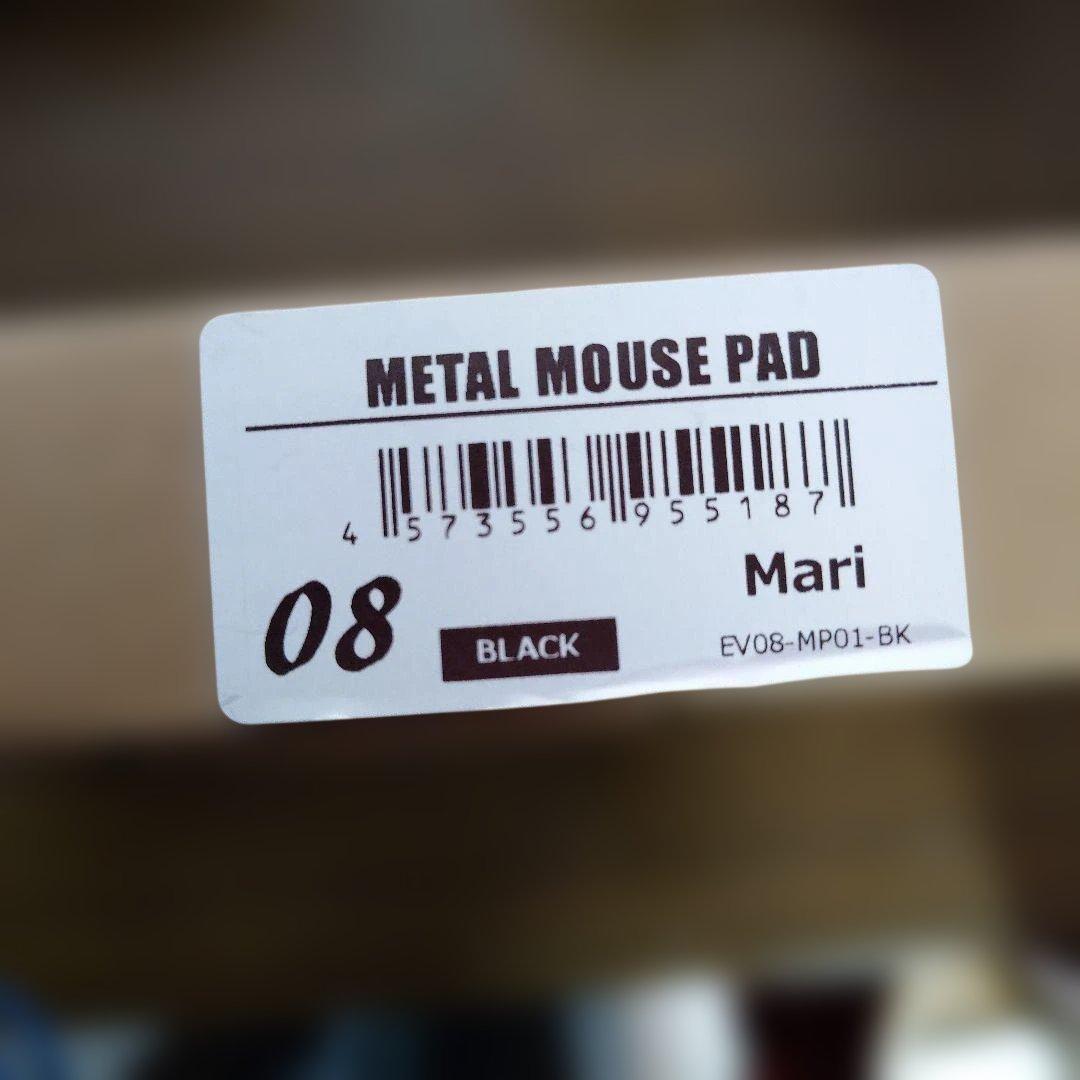 METAL MOUSE PAD
4 573556 955187
Mari
08
BLACK
EV08-MP01-BK